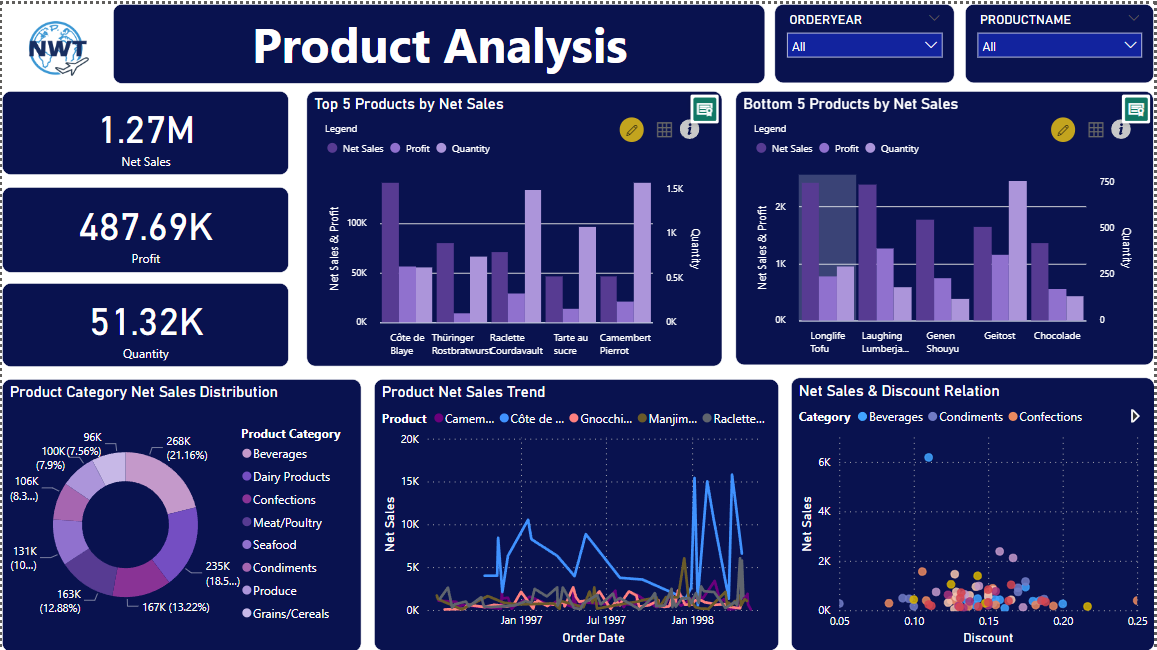 NWT
Product Analysis
ORDERYEAR
All
PRODUCTNAME
All
1.27M
Net Sales
487.69K
Profit
51.32K
Quantity
Top 5 Products by Net Sales
Legend
Net Sales Profit Quantity
Net Sales & Profit
100K
50K
0K
1.5K
1K
0.5K
0K
Quantity
Côte de Blaye
Thüringer Rostbratwurst
Raclette Courdavault
Tarte au sucre
Camembert Pierrot
Bottom 5 Products by Net Sales
Legend
Net Sales Profit Quantity
Net Sales & Profit
2K
1K
0K
750
500
250
0
Quantity
Longlife Tofu
Laughing Lumberja...
Genen Shouyu
Geitost
Chocolade
Product Category Net Sales Distribution
268K (21.16%)
235K (18.5...)
167K (13.22%)
163K (12.88%)
131K (10...)
106K (8.3...)
100K (7.9%)
96K (7.56%)
Product Category
Beverages
Dairy Products
Confections
Meat/Poultry
Seafood
Condiments
Produce
Grains/Cereals
Product Net Sales Trend
Product Camem... Côte de ... Gnocchi... Manjim... Raclette...
Net Sales
20K
15K
10K
5K
0K
Jan 1997 Jul 1997 Jan 1998
Order Date
Net Sales & Discount Relation
Category Beverages Condiments Confections
Net Sales
6K
4K
2K
0K
0.05 0.10 0.15 0.20 0.25
Discount